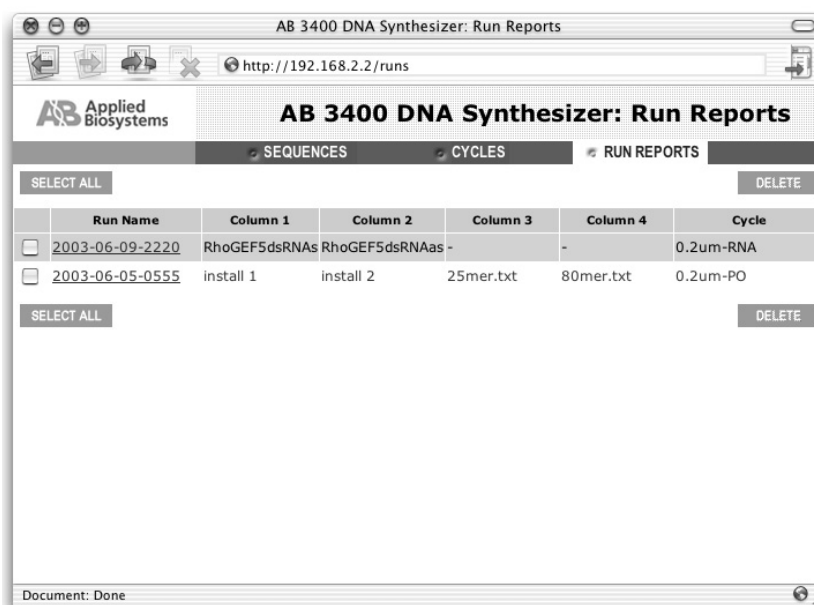 AB 3400 DNA Synthesizer: Run Reports
http://192.168.2.2/runs
AB Applied Biosystems
AB 3400 DNA Synthesizer: Run Reports
SEQUENCES CYCLES RUN REPORTS
SELECT ALL DELETE
Run Name Column 1 Column 2 Column 3 Column 4 Cycle
2003-06-09-2220 RhoGEF5dsRNAs RhoGEF5dsRNAas - - 0.2um-RNA
2003-06-05-0555 install 1 install 2 25mer.txt 80mer.txt 0.2um-PO
SELECT ALL DELETE
Document: Done